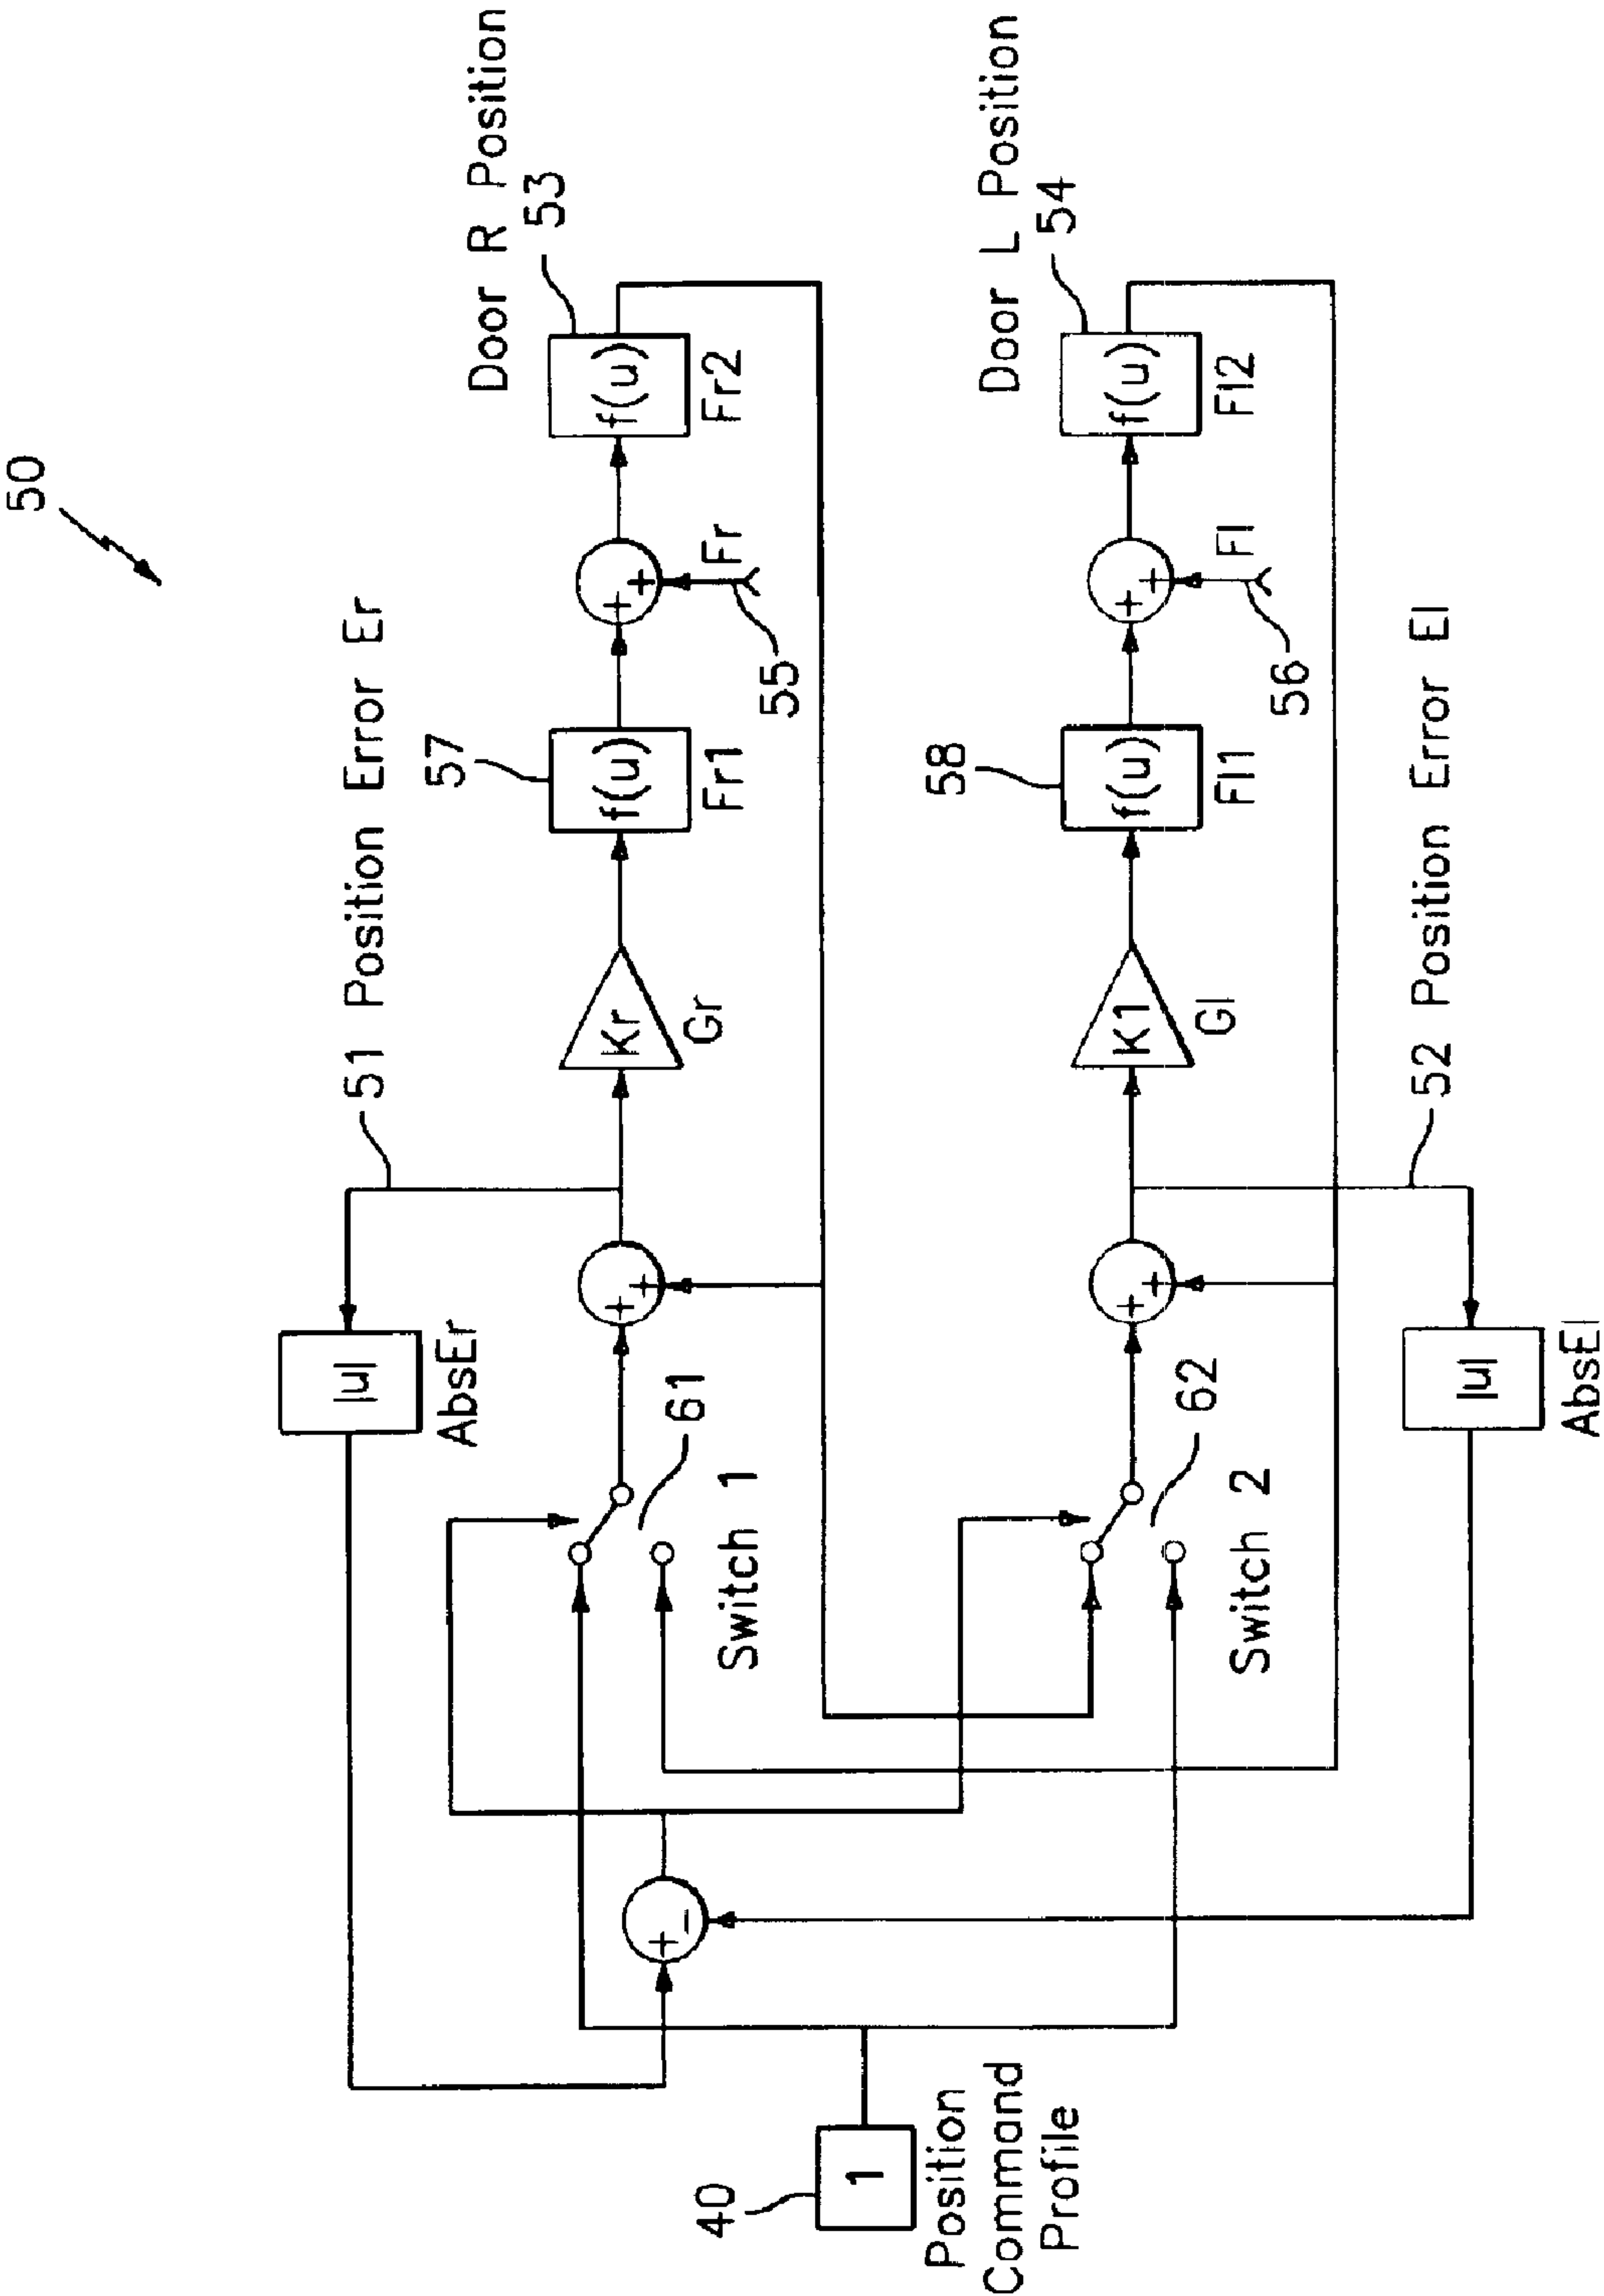 50
51 Position Error Er
|u|
AbsEr
57
Door R Position
53
+
+
Kr
f(u)
+
+
f(u)
61
Gr
Fr1
Fr
Fr2
Switch 1
55
+
−
40
1
Position
Command
Profile
58
Door L Position
54
+
+
K1
f(u)
+
+
f(u)
62
Gl
Fl1
Fl
Fl2
Switch 2
56
52 Position Error El
|u|
AbsEl